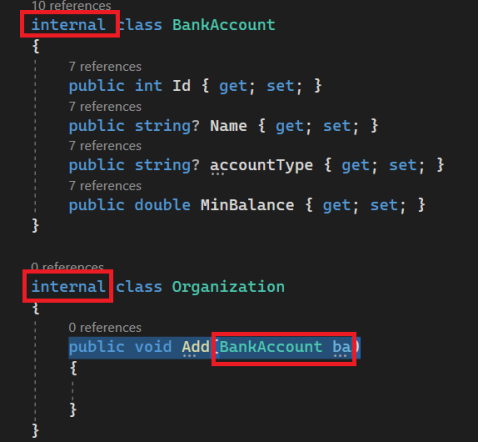 10 references
internal class BankAccount
{
7 references
public int Id { get; set; }
7 references
public string? Name { get; set; }
7 references
public string? accountType { get; set; }
7 references
public double MinBalance { get; set; }
}
0 references
internal class Organization
{
0 references
public void Add(BankAccount ba)
{
}
}